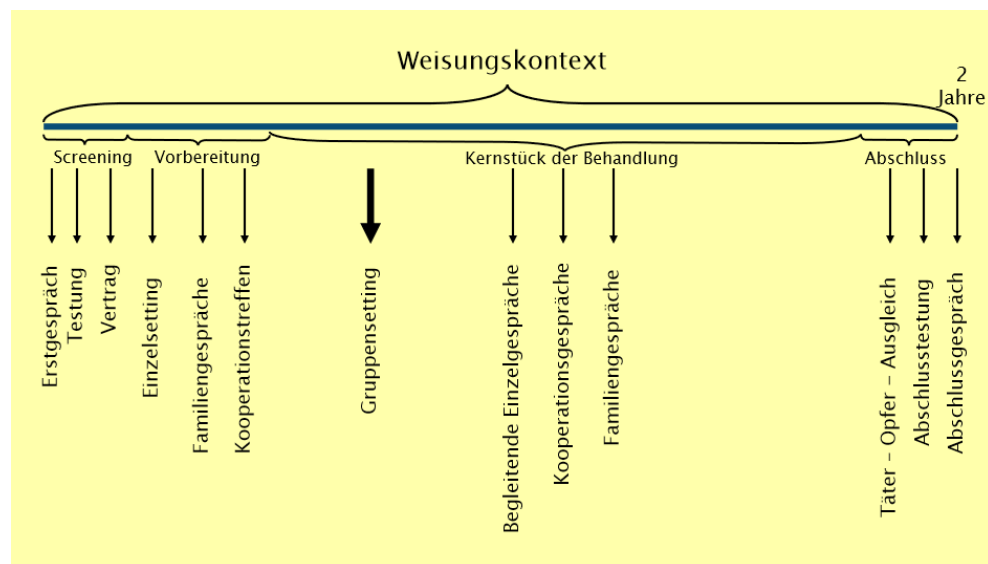 Weisungskontext
2
Jahre
Screening
Vorbereitung
Kernstück der Behandlung
Abschluss
Erstgespräch
Testung
Vertrag
Einzelsetting
Familiengespräche
Kooperationstreffen
Gruppensetting
Begleitende Einzelgespräche
Kooperationsgespräche
Familiengespräche
Täter – Opfer – Ausgleich
Abschlusstestung
Abschlussgespräch